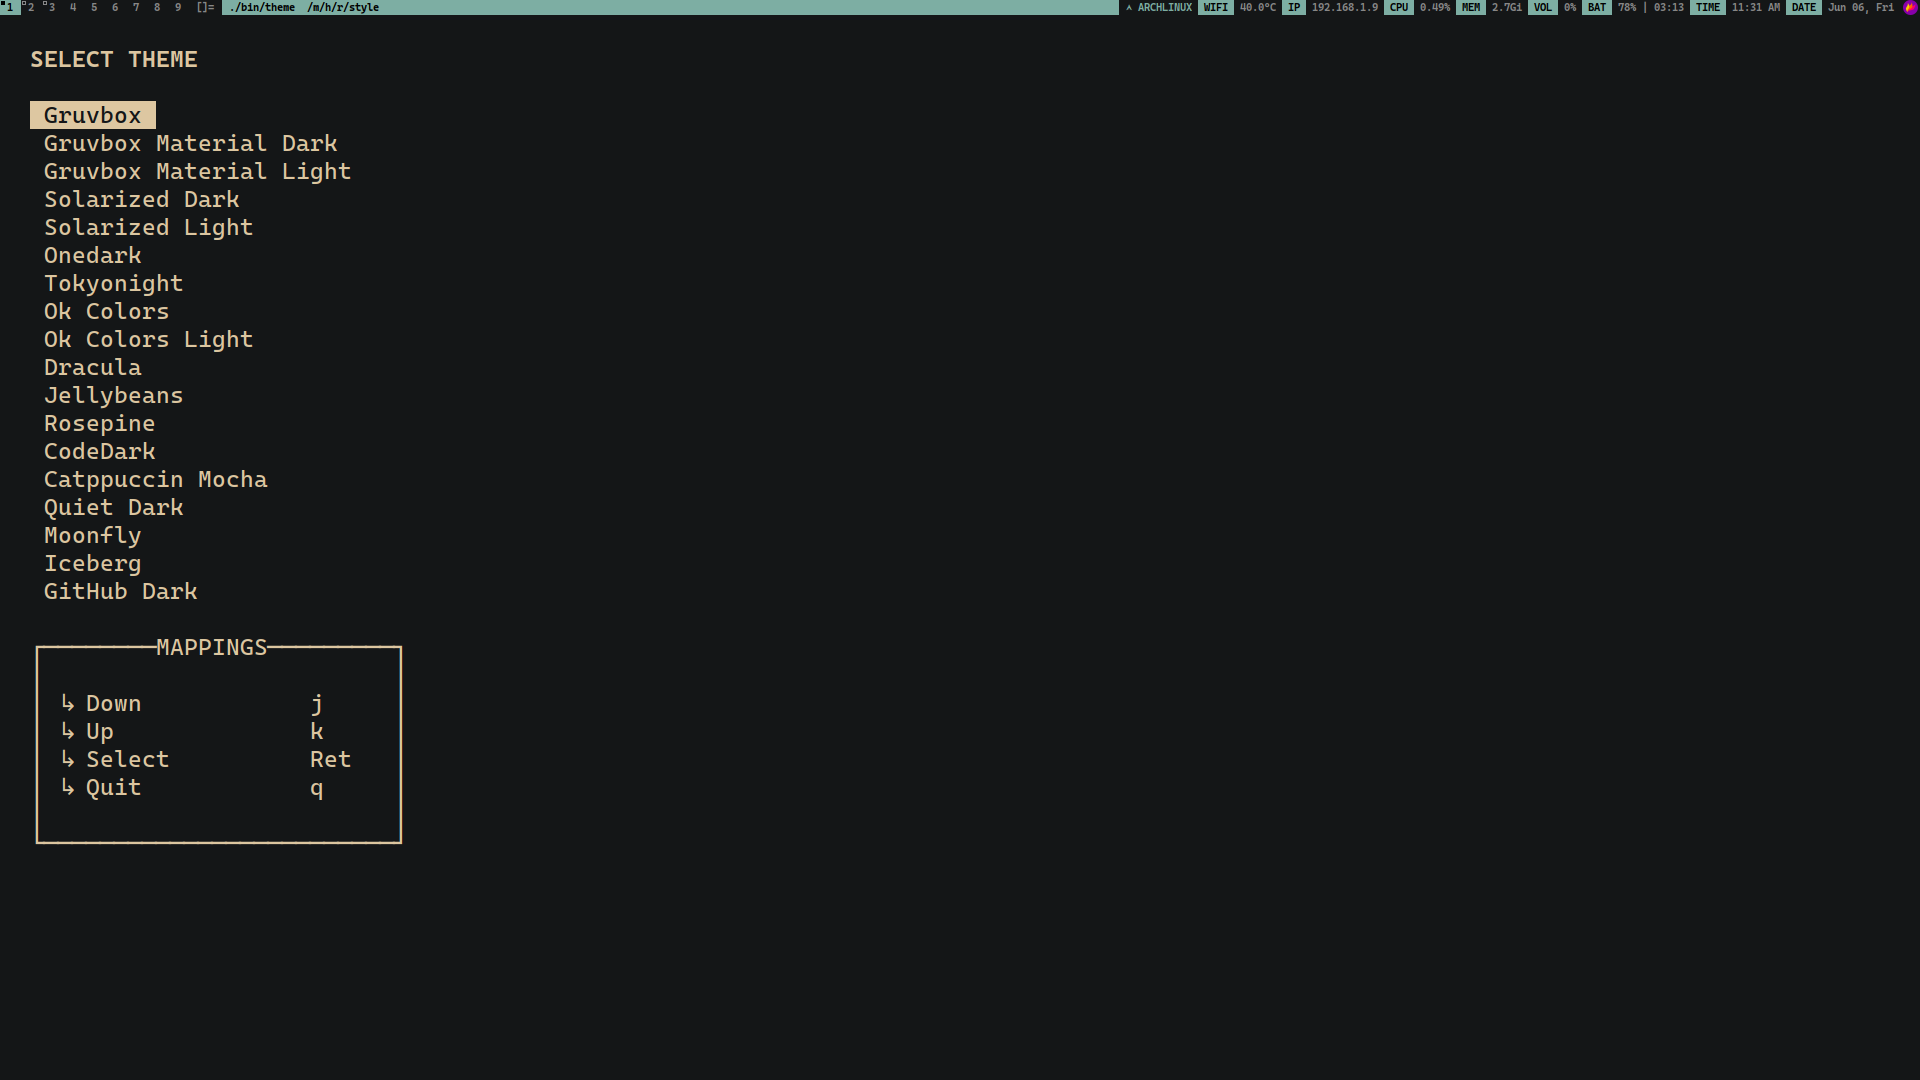 1 2 3 4 5 6 7 8 9 []= ./bin/theme /m/h/r/style ARCHLINUX WIFI 40.0°C IP 192.168.1.9 CPU 0.49% MEM 2.7Gi VOL 0% BAT 78% | 03:13 TIME 11:31 AM DATE Jun 06, Fri
SELECT THEME
Gruvbox
Gruvbox Material Dark
Gruvbox Material Light
Solarized Dark
Solarized Light
Onedark
Tokyonight
Ok Colors
Ok Colors Light
Dracula
Jellybeans
Rosepine
CodeDark
Catppuccin Mocha
Quiet Dark
Moonfly
Iceberg
GitHub Dark
MAPPINGS
↳ Down j
↳ Up k
↳ Select Ret
↳ Quit q